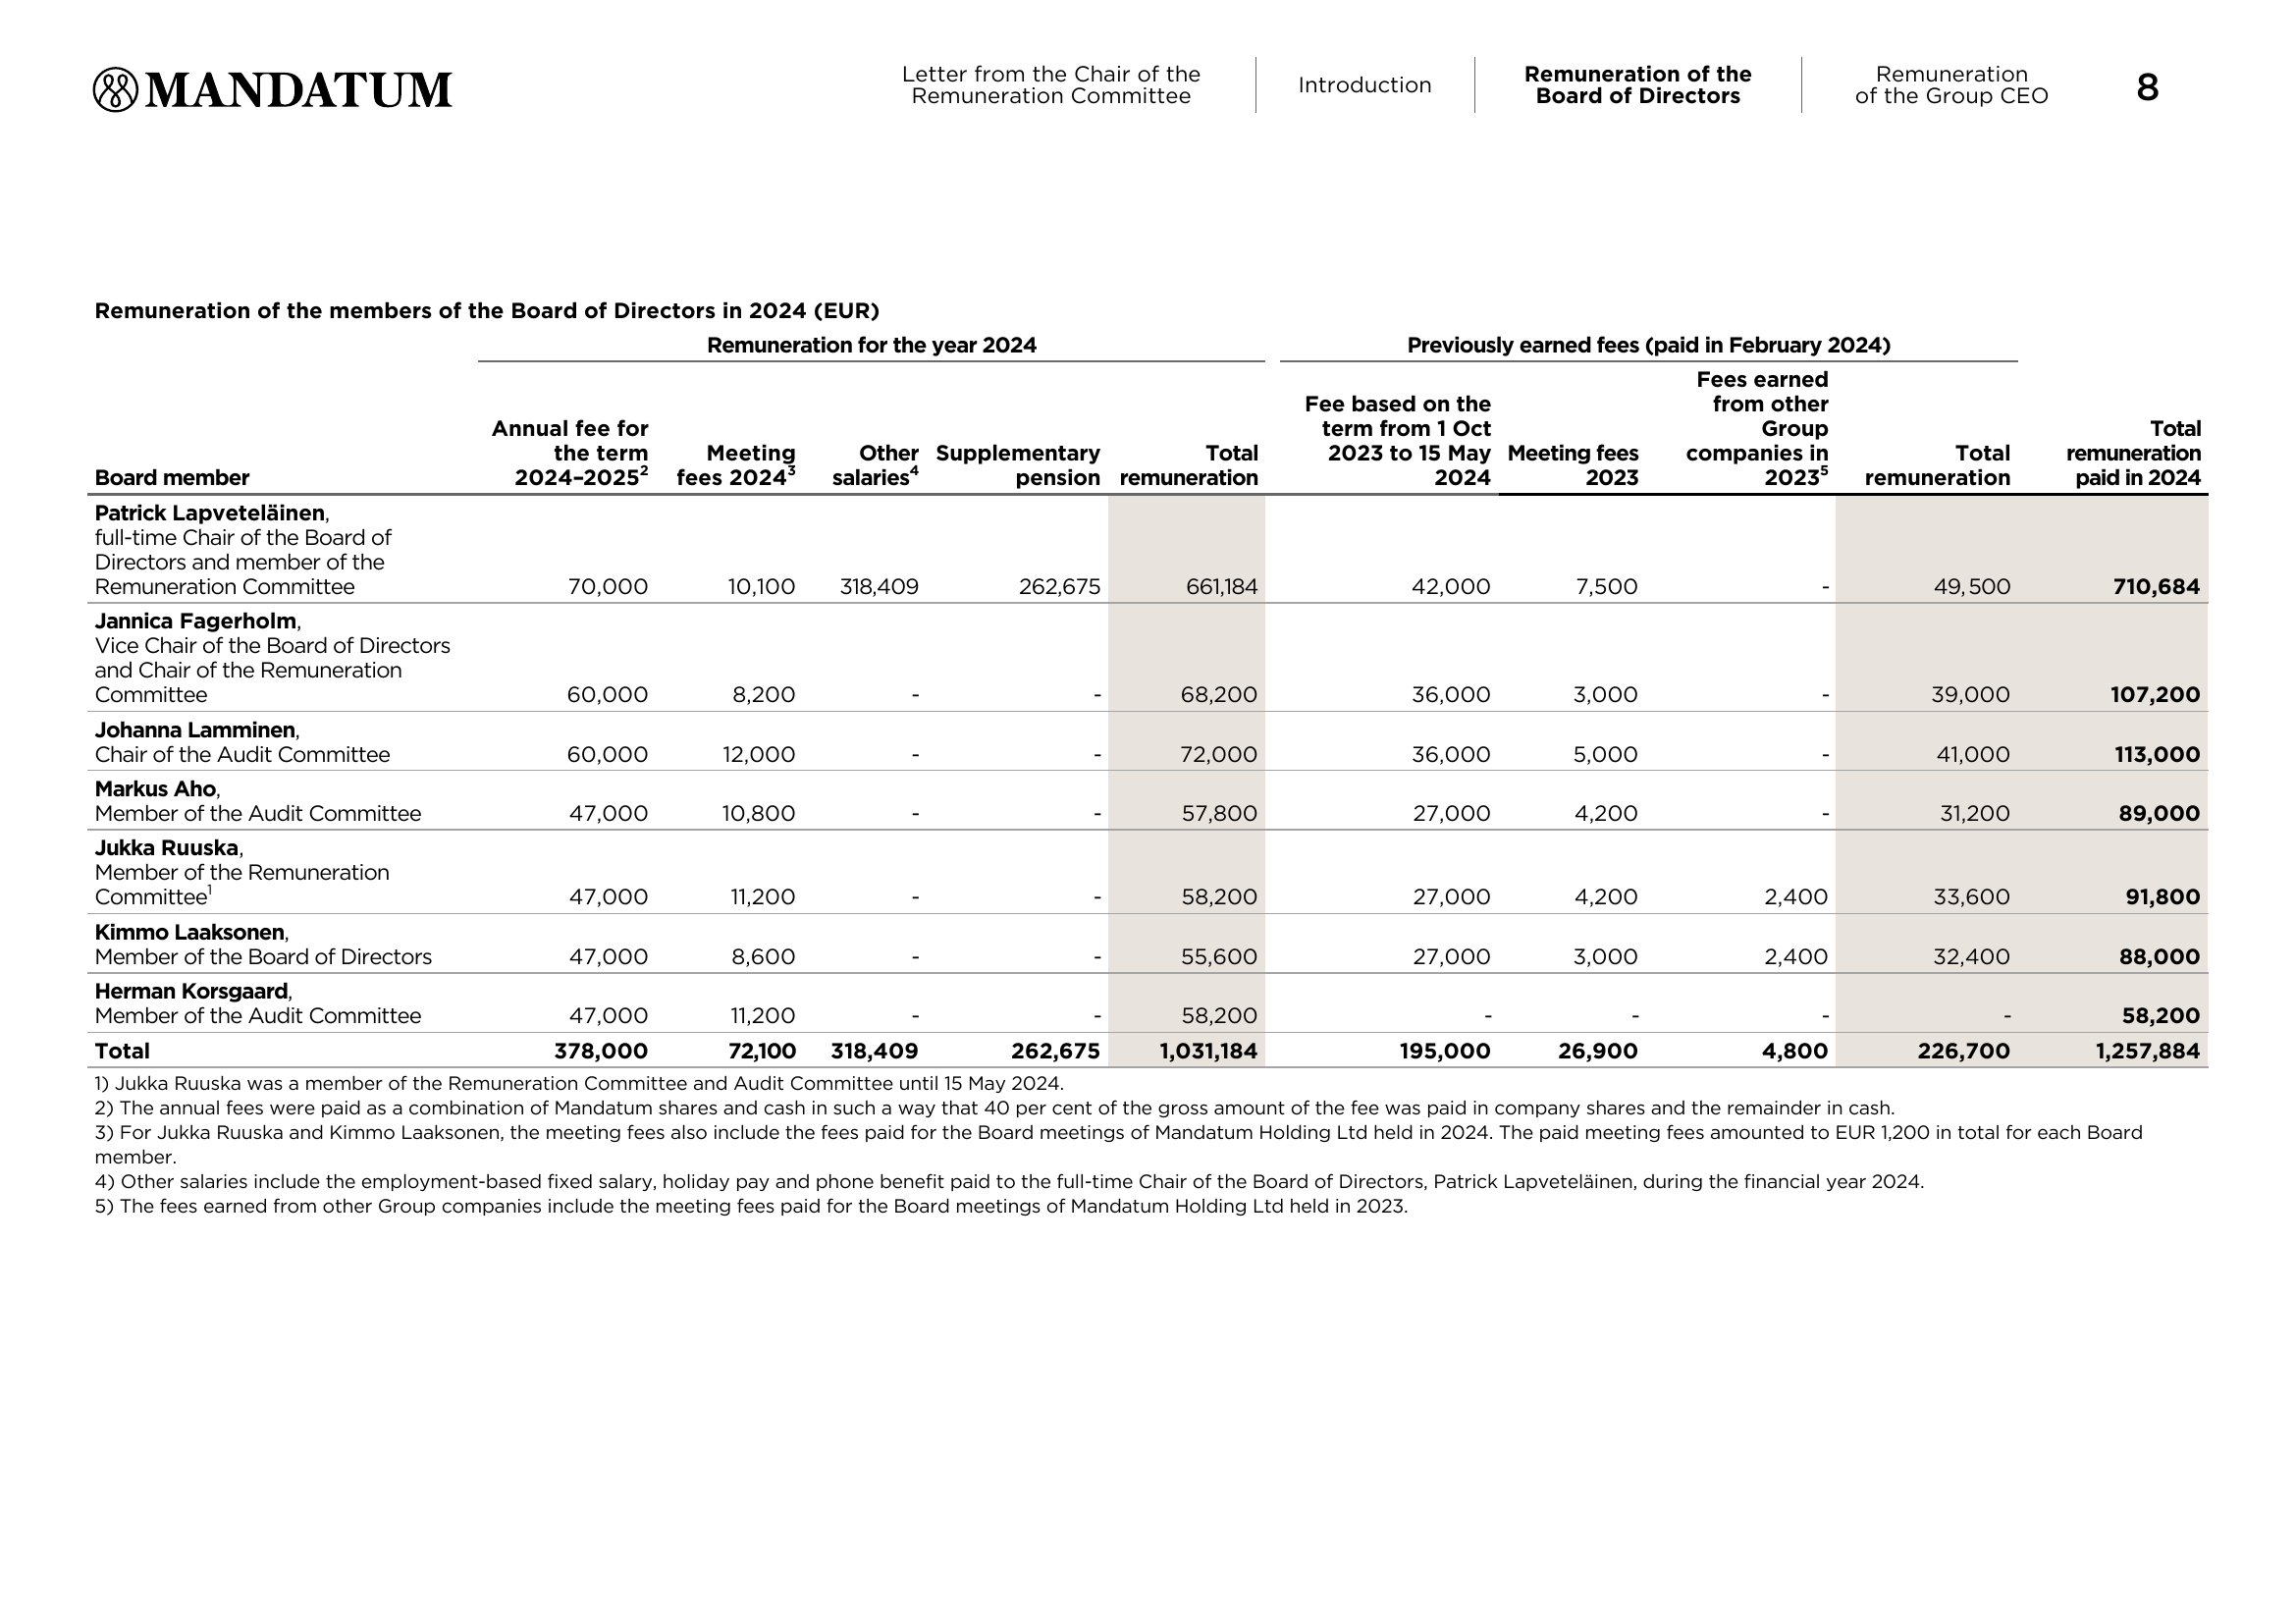 MANDATUM
Letter from the Chair of the
Remuneration Committee
Introduction
Remuneration of the
Board of Directors
Remuneration
of the Group CEO
8
Remuneration of the members of the Board of Directors in 2024 (EUR)
Remuneration for the year 2024 Previously earned fees (paid in February 2024)
Board member
Annual fee for
the term
2024–2025²
Meeting
fees 2024³
Other
salaries⁴
Supplementary
pension
Total
remuneration
Fee based on the
term from 1 Oct
2023 to 15 May
2024
Meeting fees
2023
Fees earned
from other
Group
companies in
2023⁵
Total
remuneration
Total
remuneration
paid in 2024
Patrick Lapveteläinen,
full-time Chair of the Board of
Directors and member of the
Remuneration Committee 70,000 10,100 318,409 262,675 661,184 42,000 7,500 - 49,500 710,684
Jannica Fagerholm,
Vice Chair of the Board of Directors
and Chair of the Remuneration
Committee 60,000 8,200 - - 68,200 36,000 3,000 - 39,000 107,200
Johanna Lamminen,
Chair of the Audit Committee 60,000 12,000 - - 72,000 36,000 5,000 - 41,000 113,000
Markus Aho,
Member of the Audit Committee 47,000 10,800 - - 57,800 27,000 4,200 - 31,200 89,000
Jukka Ruuska,
Member of the Remuneration
Committee¹ 47,000 11,200 - - 58,200 27,000 4,200 2,400 33,600 91,800
Kimmo Laaksonen,
Member of the Board of Directors 47,000 8,600 - - 55,600 27,000 3,000 2,400 32,400 88,000
Herman Korsgaard,
Member of the Audit Committee 47,000 11,200 - - 58,200 - - - - 58,200
Total 378,000 72,100 318,409 262,675 1,031,184 195,000 26,900 4,800 226,700 1,257,884
1) Jukka Ruuska was a member of the Remuneration Committee and Audit Committee until 15 May 2024.
2) The annual fees were paid as a combination of Mandatum shares and cash in such a way that 40 per cent of the gross amount of the fee was paid in company shares and the remainder in cash.
3) For Jukka Ruuska and Kimmo Laaksonen, the meeting fees also include the fees paid for the Board meetings of Mandatum Holding Ltd held in 2024. The paid meeting fees amounted to EUR 1,200 in total for each Board
member.
4) Other salaries include the employment-based fixed salary, holiday pay and phone benefit paid to the full-time Chair of the Board of Directors, Patrick Lapveteläinen, during the financial year 2024.
5) The fees earned from other Group companies include the meeting fees paid for the Board meetings of Mandatum Holding Ltd held in 2023.